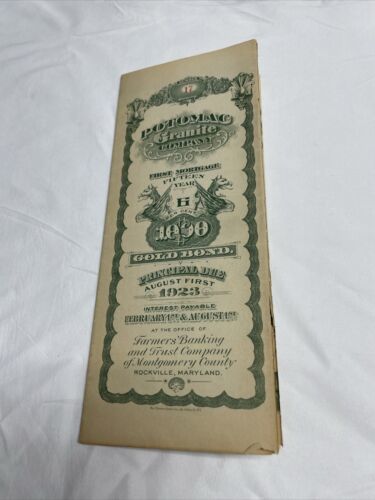 17
POTOMAC
Granite
COMPANY
FIRST MORTGAGE
FIFTEEN
YEAR
6
PER CENT.
1000
GOLD BOND.
PRINCIPAL DUE
AUGUST FIRST
1923
INTEREST PAYABLE
FEBRUARY 1ST & AUGUST 1ST
AT THE OFFICE OF
Farmers' Banking
and Trust Company
of Montgomery County
ROCKVILLE, MARYLAND.